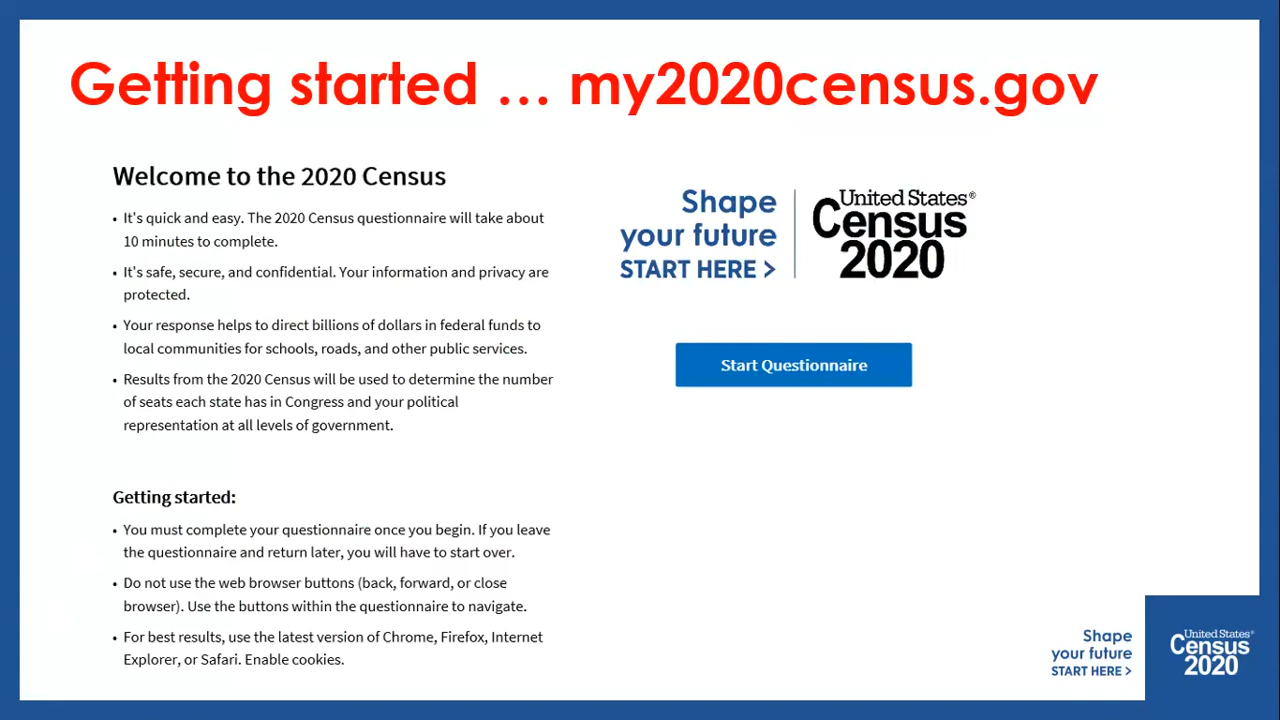 Getting started … my2020census.gov
Welcome to the 2020 Census
• It's quick and easy. The 2020 Census questionnaire will take about
10 minutes to complete.
• It's safe, secure, and confidential. Your information and privacy are
protected.
• Your response helps to direct billions of dollars in federal funds to
local communities for schools, roads, and other public services.
• Results from the 2020 Census will be used to determine the number
of seats each state has in Congress and your political
representation at all levels of government.
Getting started:
• You must complete your questionnaire once you begin. If you leave
the questionnaire and return later, you will have to start over.
• Do not use the web browser buttons (back, forward, or close
browser). Use the buttons within the questionnaire to navigate.
• For best results, use the latest version of Chrome, Firefox, Internet
Explorer, or Safari. Enable cookies.
Shape
your future
START HERE >
United States®
Census
2020
Start Questionnaire
Shape
your future
START HERE >
United States®
Census
2020